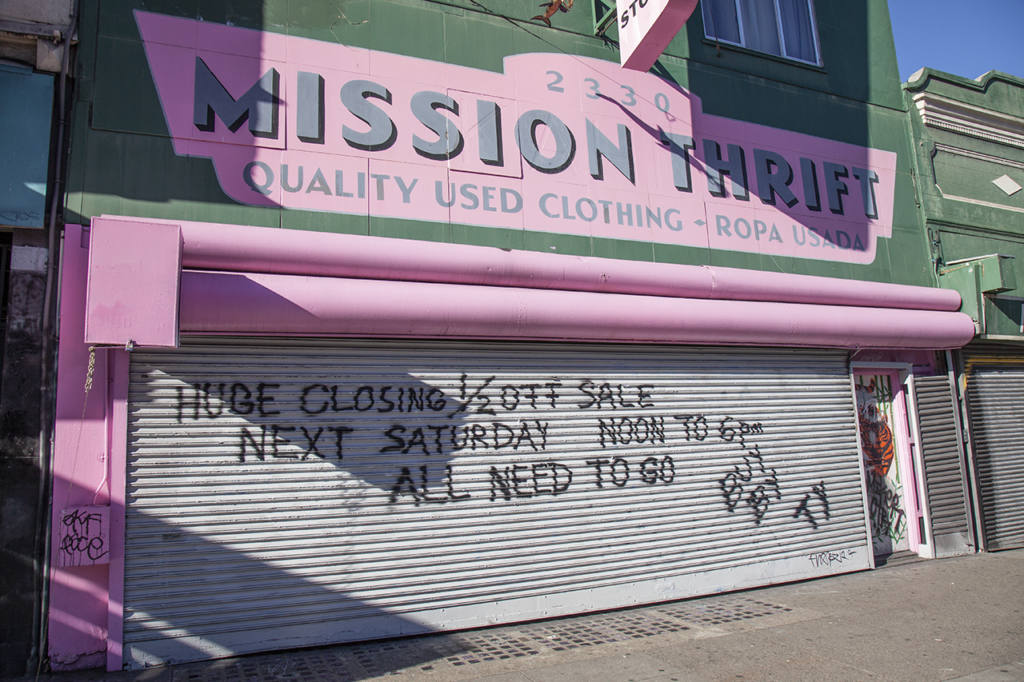 STO
2330
MISSION THRIFT
QUALITY USED CLOTHING - ROPA USADA
HUGE CLOSING 1/2 OFF SALE
NEXT SATURDAY NOON TO 6pm
ALL NEED TO GO